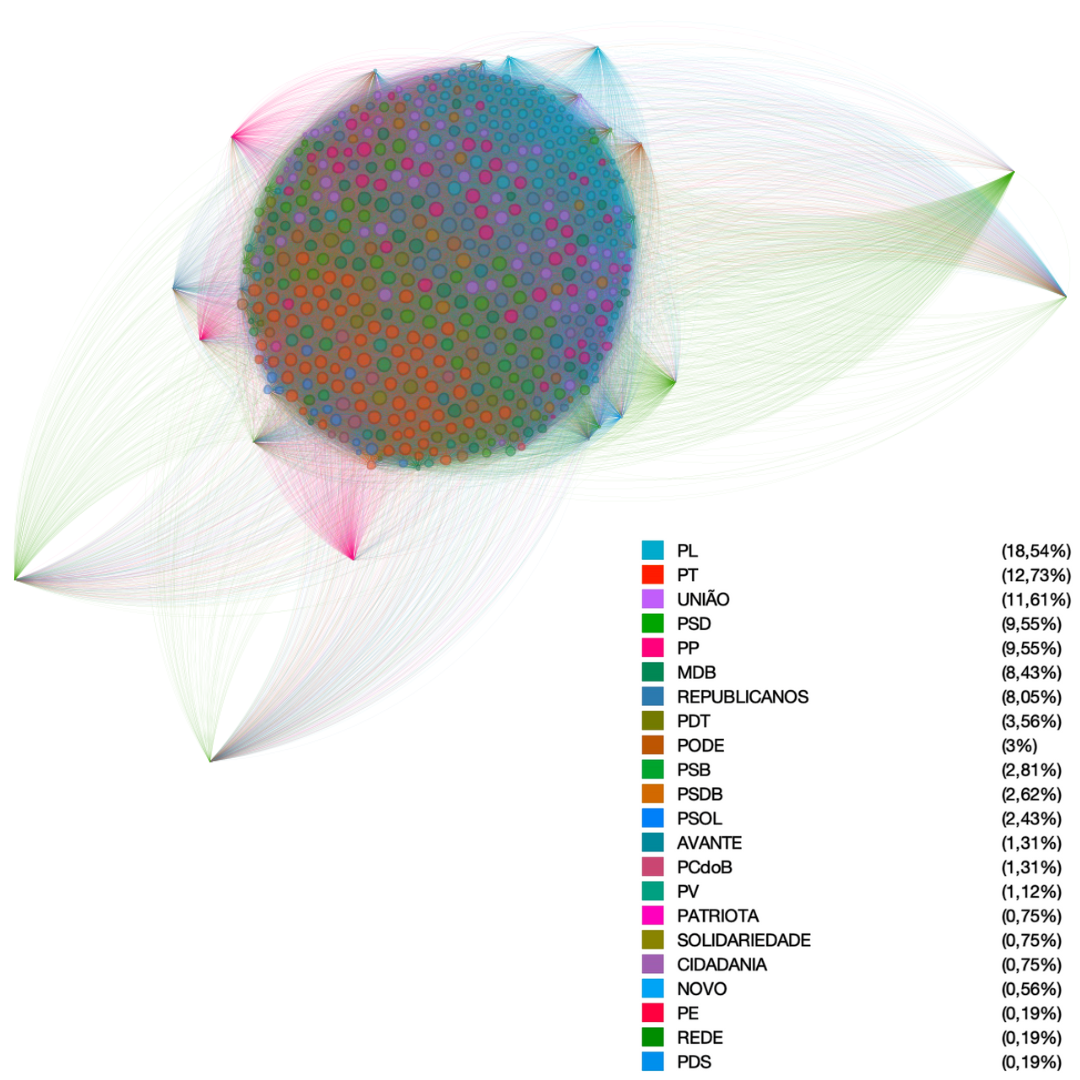 PL (18,54%)
PT (12,73%)
UNIÃO (11,61%)
PSD (9,55%)
PP (9,55%)
MDB (8,43%)
REPUBLICANOS (8,05%)
PDT (3,56%)
PODE (3%)
PSB (2,81%)
PSDB (2,62%)
PSOL (2,43%)
AVANTE (1,31%)
PCdoB (1,31%)
PV (1,12%)
PATRIOTA (0,75%)
SOLIDARIEDADE (0,75%)
CIDADANIA (0,75%)
NOVO (0,56%)
PE (0,19%)
REDE (0,19%)
PDS (0,19%)